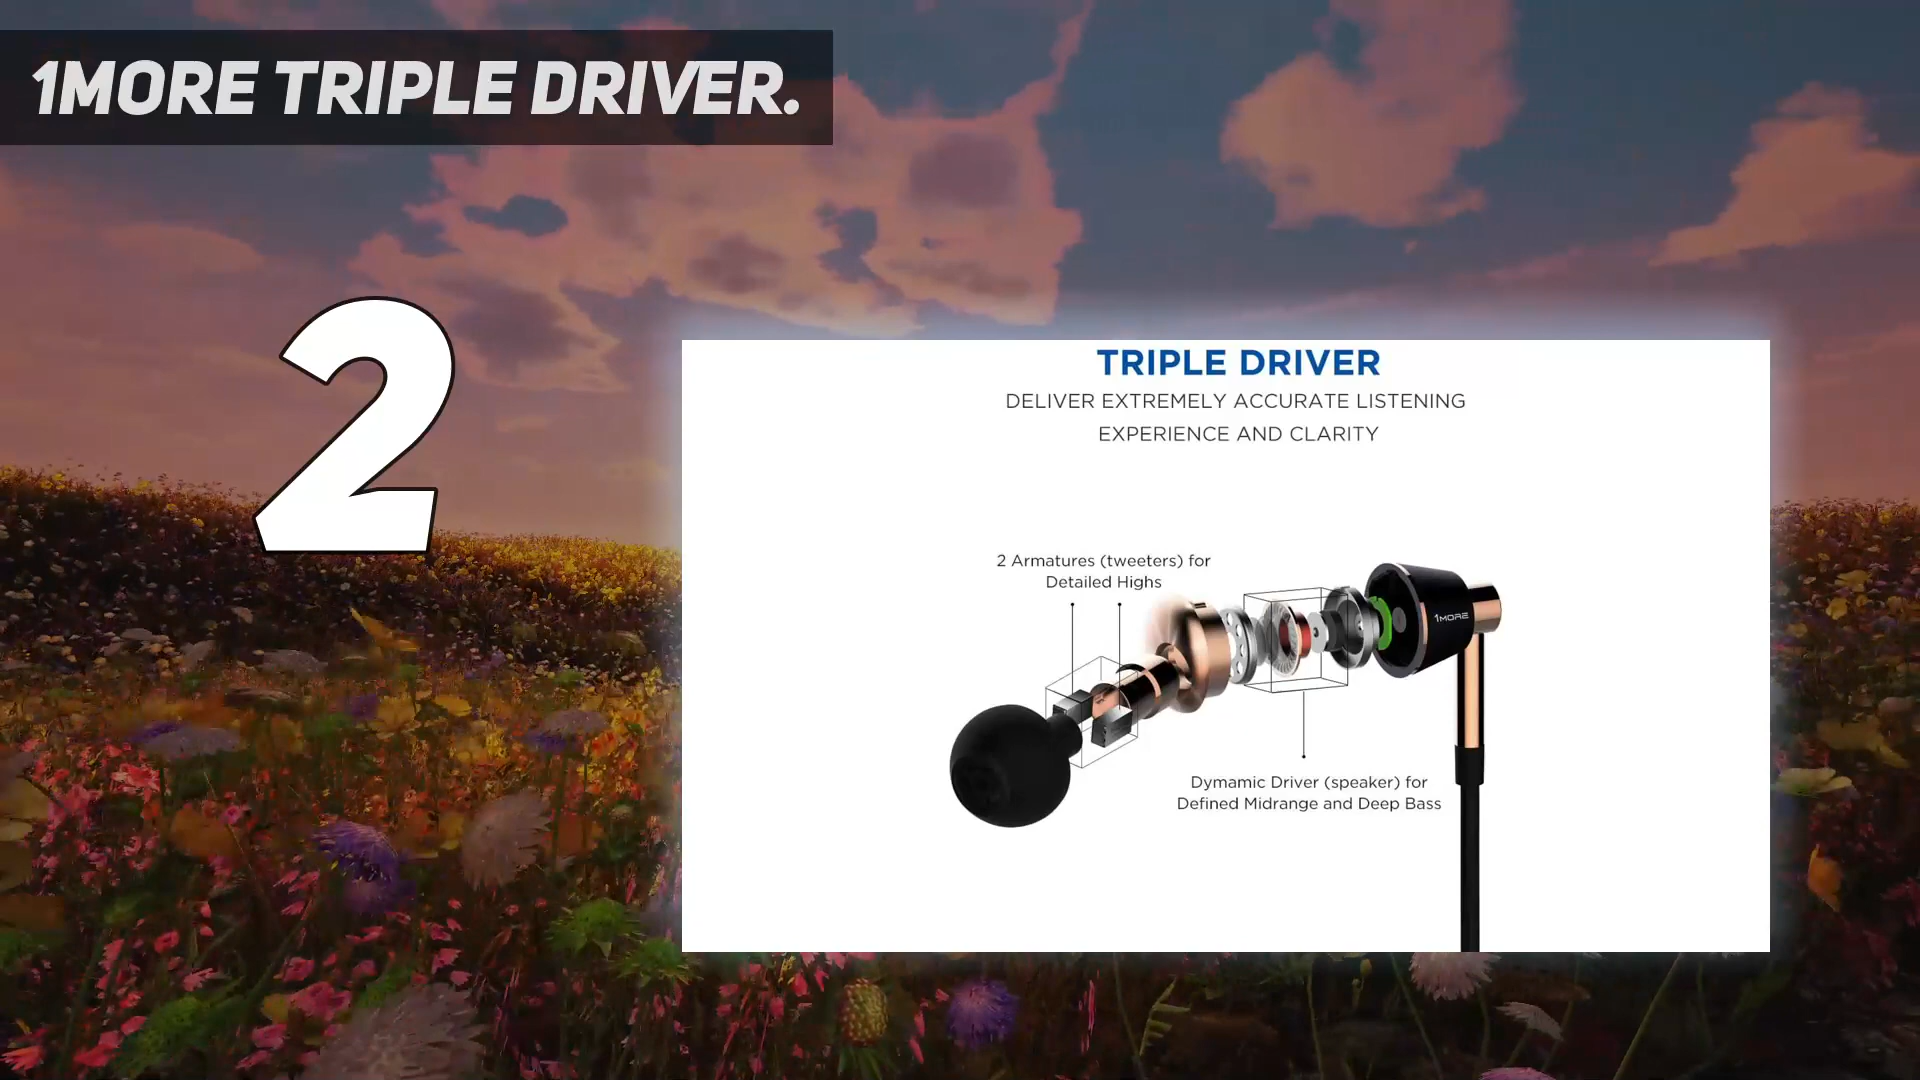 1MORE TRIPLE DRIVER.
2
TRIPLE DRIVER
DELIVER EXTREMELY ACCURATE LISTENING
EXPERIENCE AND CLARITY
2 Armatures (tweeters) for
Detailed Highs
1MORE
Dymamic Driver (speaker) for
Defined Midrange and Deep Bass